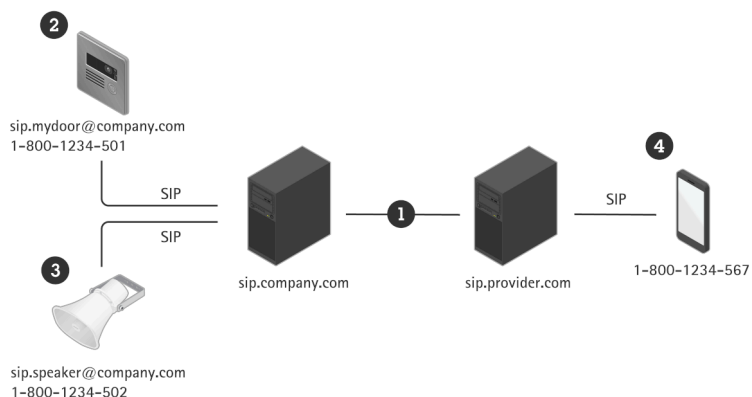 2
sip.mydoor@company.com
1-800-1234-501
SIP
SIP
3
sip.speaker@company.com
1-800-1234-502
sip.company.com
1
sip.provider.com
SIP
4
1-800-1234-567